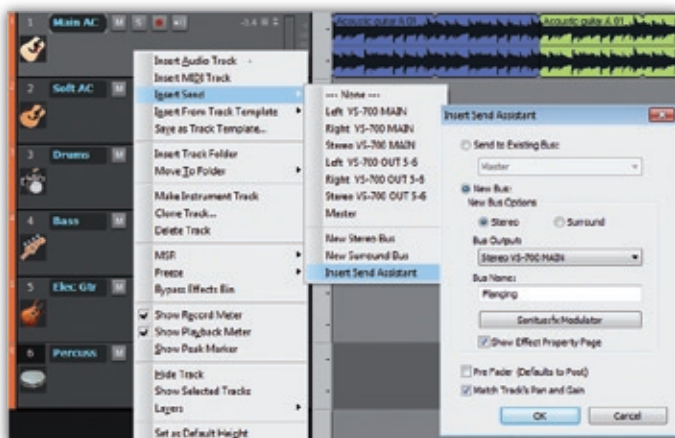 1 Main AC M S
Acoustic guitar A 01
Acoustic guitar A 01
2 Soft AC M
3 Drums M
4 Bass M
5 Elec Gtr M
6 Percuss M
Insert Audio Track
Insert MIDI Track
Insert Send
Insert From Track Template
Save as Track Template...
Insert Track Folder
Move To Folder
Make Instrument Track
Clone Track...
Delete Track
MSR
Freeze
Bypass Effects Bin
Show Record Meter
Show Playback Meter
Show Peak Marker
Hide Track
Show Selected Tracks
Layers
Set as Default Height
--- None ---
Left VS-700 MAIN
Right VS-700 MAIN
Stereo VS-700 MAIN
Left VS-700 OUT 5-6
Right VS-700 OUT 5-6
Stereo VS-700 OUT 5-6
Master
New Stereo Bus
New Surround Bus
Insert Send Assistant
Insert Send Assistant
Send to Existing Bus:
Master
New Bus:
New Bus Options
Stereo Surround
Bus Outputs
Stereo VS-700 MAIN
Bus Name:
Flanging
Sonitus:fx Modulator
Show Effect Property Page
Pre Fader (Defaults to Post)
Match Track's Pan and Gain
OK Cancel